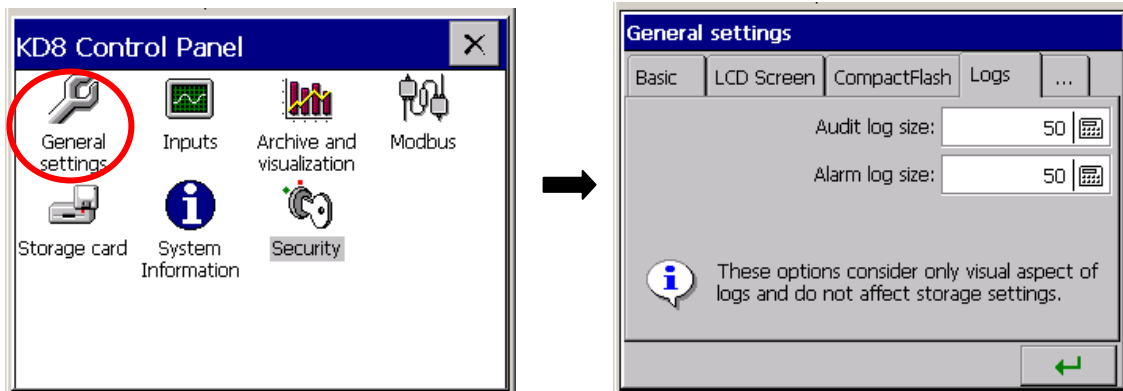 KD8 Control Panel
General
settings
Inputs
Archive and
visualization
Modbus
Storage card
System
Information
Security
General settings
Basic
LCD Screen
CompactFlash
Logs
...
Audit log size:
50
Alarm log size:
50
These options consider only visual aspect of
logs and do not affect storage settings.